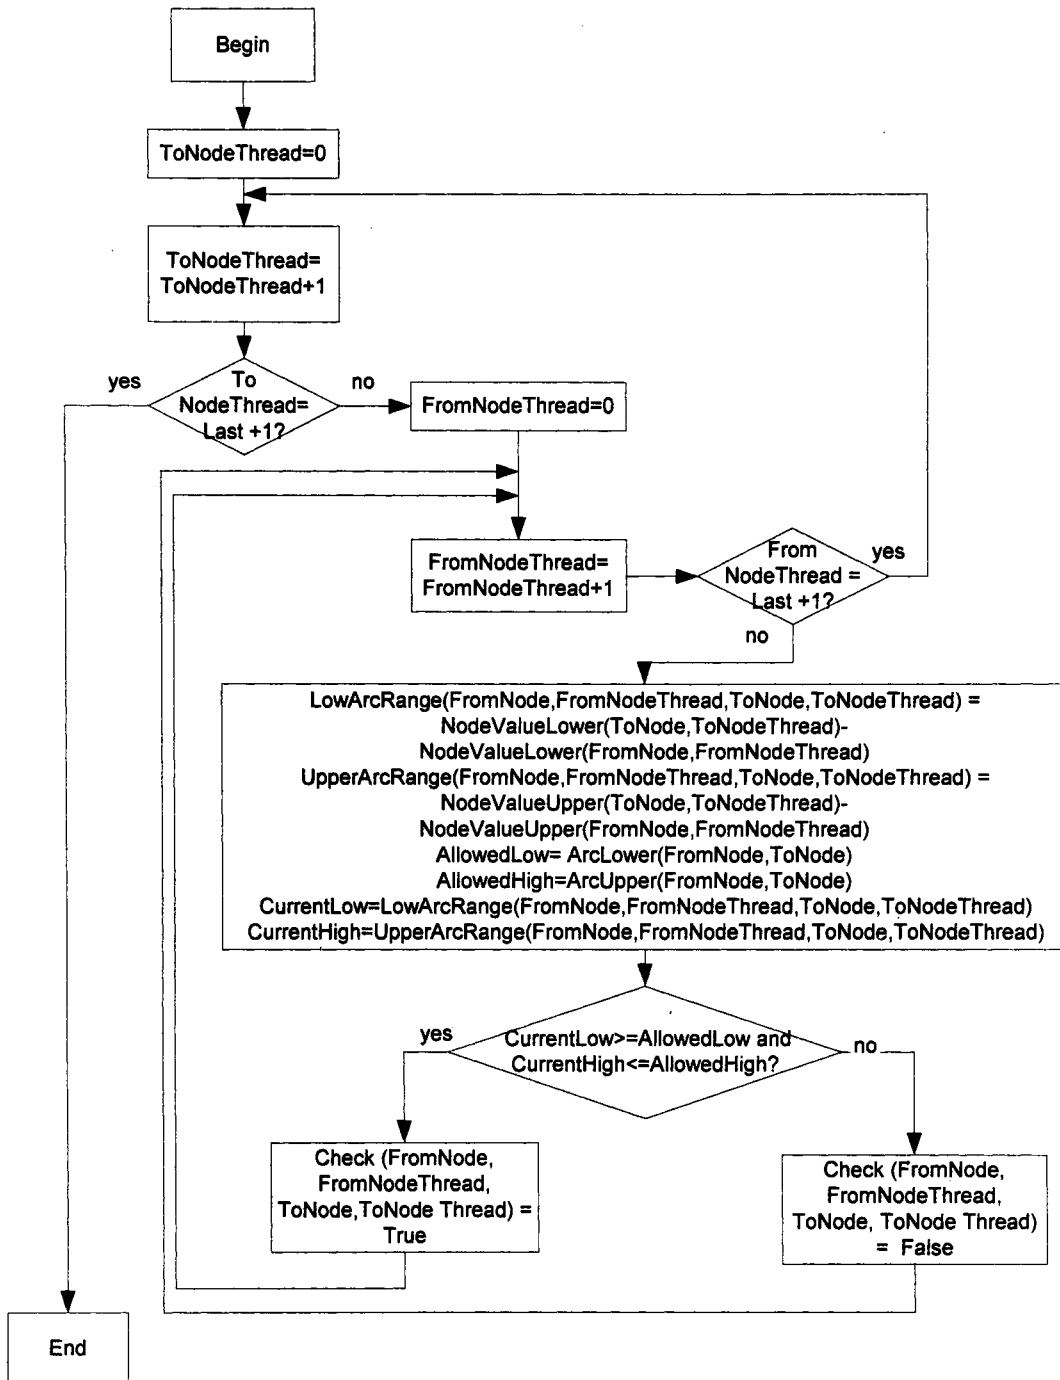 Begin
ToNodeThread=0
ToNodeThread=
ToNodeThread+1
yes
To
NodeThread=
Last +1?
no
FromNodeThread=0
FromNodeThread=
FromNodeThread+1
From
NodeThread =
Last +1?
yes
no
LowArcRange(FromNode,FromNodeThread,ToNode,ToNodeThread) =
NodeValueLower(ToNode,ToNodeThread)-
NodeValueLower(FromNode,FromNodeThread)
UpperArcRange(FromNode,FromNodeThread,ToNode,ToNodeThread) =
NodeValueUpper(ToNode,ToNodeThread)-
NodeValueUpper(FromNode,FromNodeThread)
AllowedLow= ArcLower(FromNode,ToNode)
AllowedHigh=ArcUpper(FromNode,ToNode)
CurrentLow=LowArcRange(FromNode,FromNodeThread,ToNode,ToNodeThread)
CurrentHigh=UpperArcRange(FromNode,FromNodeThread,ToNode,ToNodeThread)
yes
CurrentLow>=AllowedLow and
CurrentHigh<=AllowedHigh?
no
Check (FromNode,
FromNodeThread,
ToNode,ToNode Thread) =
True
Check (FromNode,
FromNodeThread,
ToNode, ToNode Thread)
= False
End